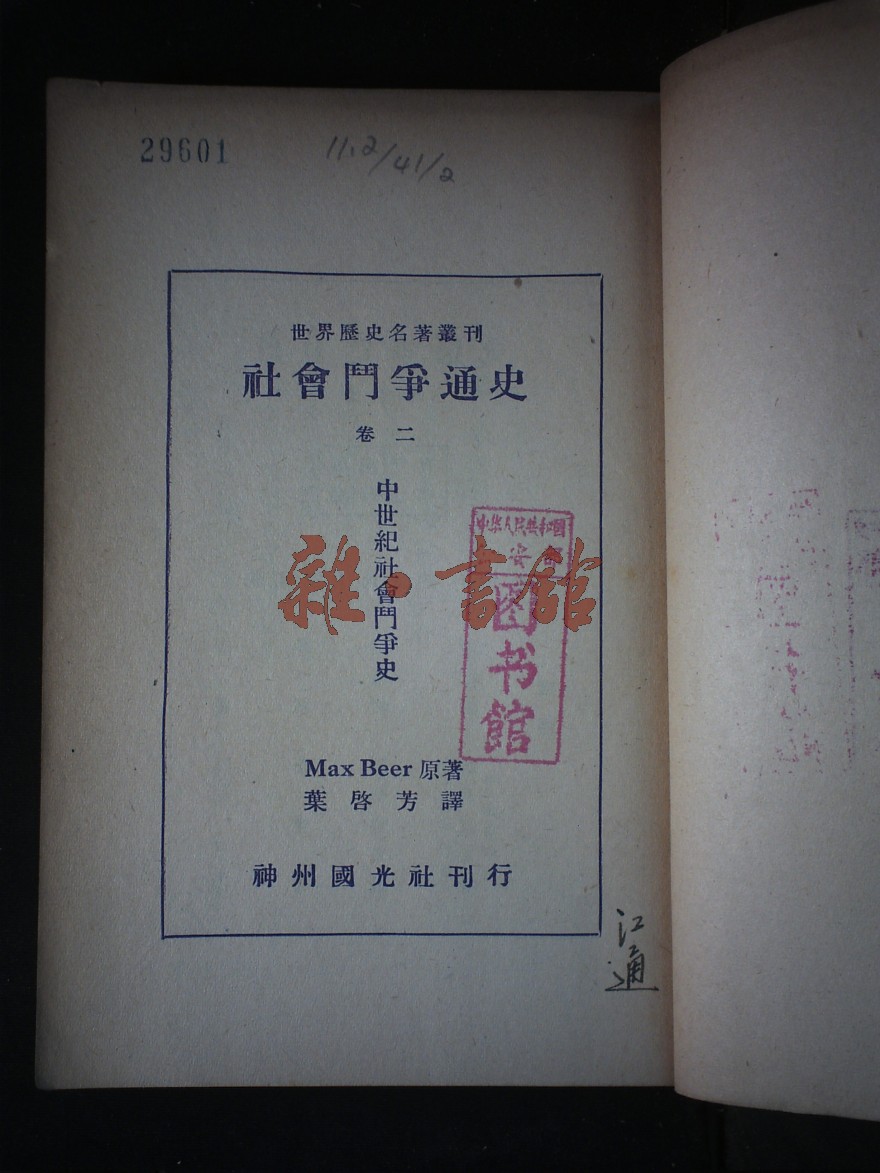 29601
11.2/41/2
世界歷史名著叢刊
社會鬥爭通史
卷二
中世紀社會鬥爭史
雜·書館
中华人民共和國
安
图书馆
Max Beer 原著
葉啓芳譯
神州國光社刊行
江通